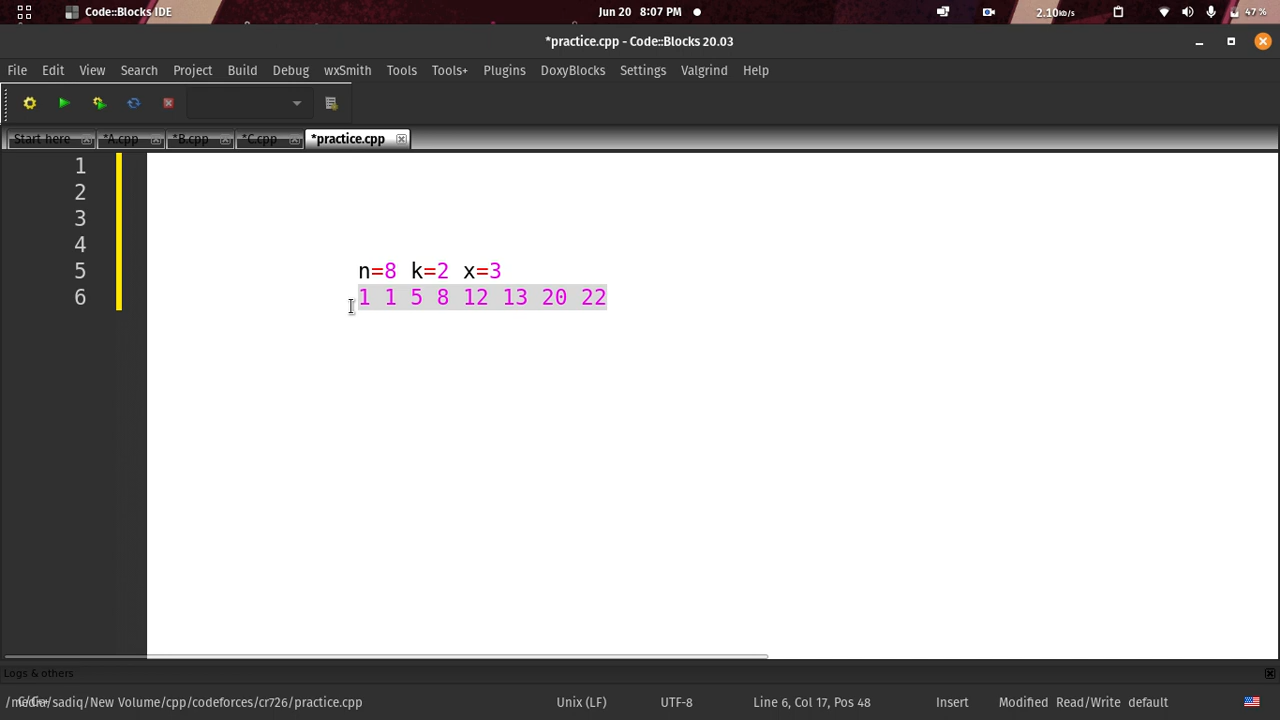 Code::Blocks IDE
Jun 20 8:07 PM
2.10kb/s
47 %
*practice.cpp - Code::Blocks 20.03
File Edit View Search Project Build Debug wxSmith Tools Tools+ Plugins DoxyBlocks Settings Valgrind Help
Start here *A.cpp *B.cpp *C.cpp *practice.cpp
1
2
3
4
5 n=8 k=2 x=3
6 1 1 5 8 12 13 20 22
Logs & others
/media/sadiq/New Volume/cpp/codeforces/cr726/practice.cpp Unix (LF) UTF-8 Line 6, Col 17, Pos 48 Insert Modified Read/Write default